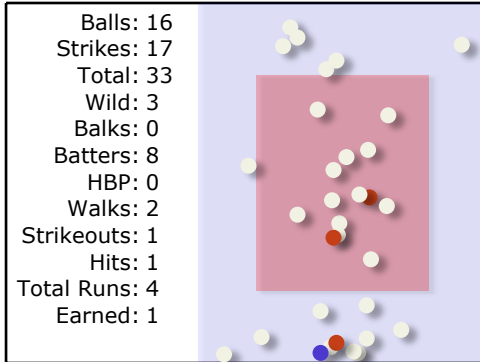 Balls: 16
Strikes: 17
Total: 33
Wild: 3
Balks: 0
Batters: 8
HBP: 0
Walks: 2
Strikeouts: 1
Hits: 1
Total Runs: 4
Earned: 1